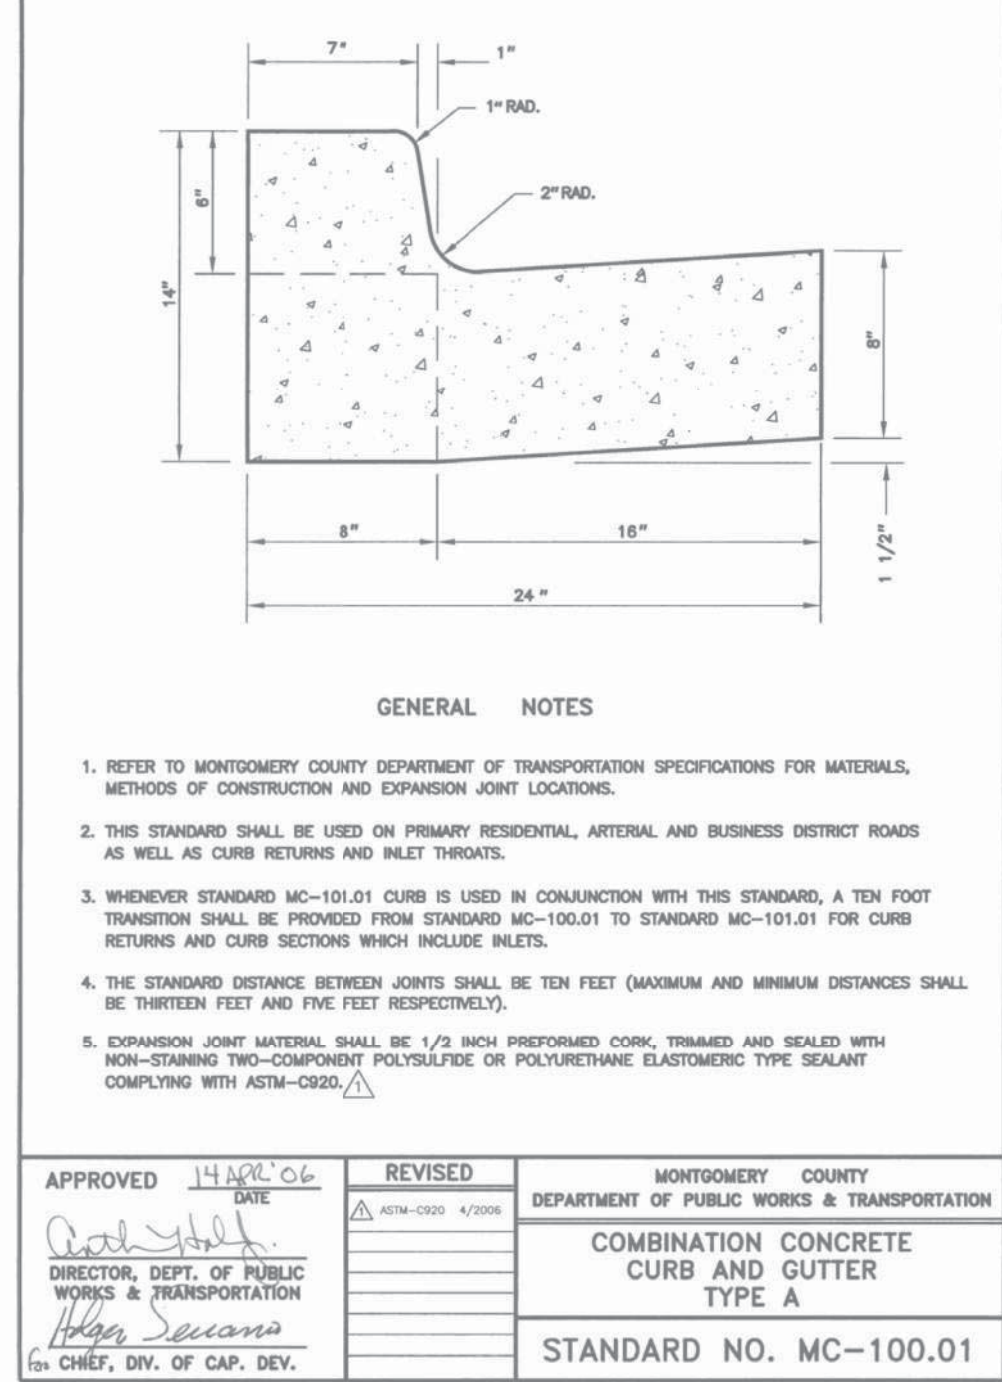 7"
1"
1" RAD.
2" RAD.
6"
14"
8"
8"
16"
1 1/2"
24 "
GENERAL NOTES
1. REFER TO MONTGOMERY COUNTY DEPARTMENT OF TRANSPORTATION SPECIFICATIONS FOR MATERIALS,
METHODS OF CONSTRUCTION AND EXPANSION JOINT LOCATIONS.
2. THIS STANDARD SHALL BE USED ON PRIMARY RESIDENTIAL, ARTERIAL AND BUSINESS DISTRICT ROADS
AS WELL AS CURB RETURNS AND INLET THROATS.
3. WHENEVER STANDARD MC-101.01 CURB IS USED IN CONJUNCTION WITH THIS STANDARD, A TEN FOOT
TRANSITION SHALL BE PROVIDED FROM STANDARD MC-100.01 TO STANDARD MC-101.01 FOR CURB
RETURNS AND CURB SECTIONS WHICH INCLUDE INLETS.
4. THE STANDARD DISTANCE BETWEEN JOINTS SHALL BE TEN FEET (MAXIMUM AND MINIMUM DISTANCES SHALL
BE THIRTEEN FEET AND FIVE FEET RESPECTIVELY).
5. EXPANSION JOINT MATERIAL SHALL BE 1/2 INCH PREFORMED CORK, TRIMMED AND SEALED WITH
NON-STAINING TWO-COMPONENT POLYSULFIDE OR POLYURETHANE ELASTOMERIC TYPE SEALANT
COMPLYING WITH ASTM-C920. 1
APPROVED 14 APR '06
DATE
DIRECTOR, DEPT. OF PUBLIC
WORKS & TRANSPORTATION
Holger Serrano
For CHIEF, DIV. OF CAP. DEV.
REVISED
1 ASTM-C920 4/2006
MONTGOMERY COUNTY
DEPARTMENT OF PUBLIC WORKS & TRANSPORTATION
COMBINATION CONCRETE
CURB AND GUTTER
TYPE A
STANDARD NO. MC-100.01